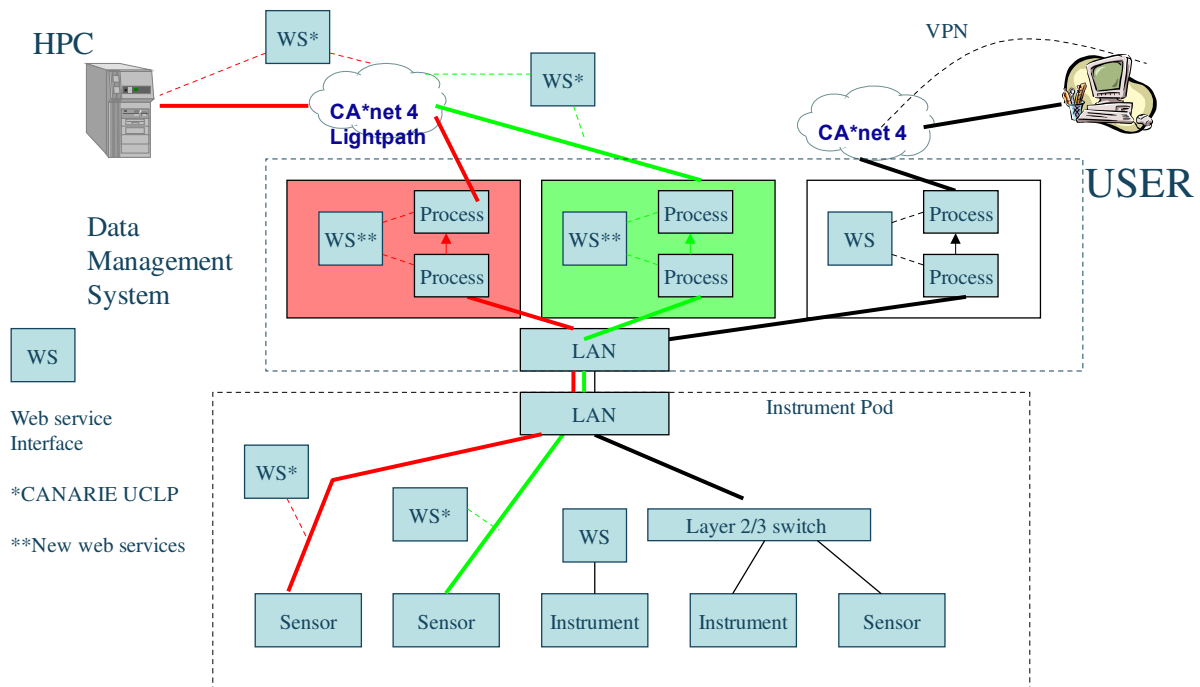 HPC
WS*
WS*
VPN
CA*net 4
Lightpath
CA*net 4
USER
Data
Management
System
Process
WS**
Process
Process
WS**
Process
Process
WS
Process
LAN
WS
Web service
Interface
*CANARIE UCLP
**New web services
LAN
Instrument Pod
WS*
WS*
WS
Layer 2/3 switch
Sensor
Sensor
Instrument
Instrument
Sensor